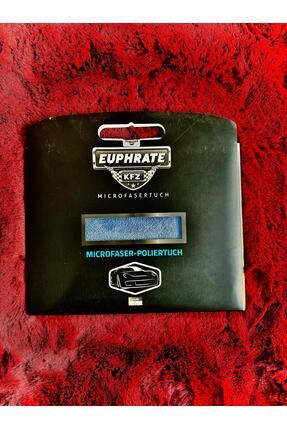 EUPHRATE
KFZ
MICROFASERTUCH
MICROFASER-POLIERTUCH